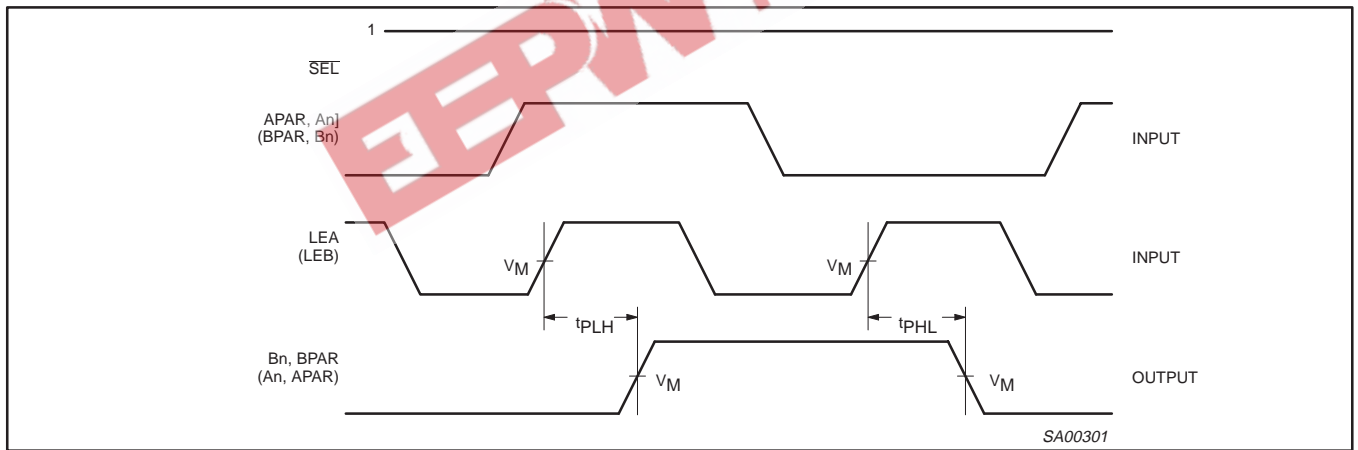 1
SEL
APAR, An]
(BPAR, Bn)
INPUT
LEA
(LEB)
VM
VM
INPUT
tPLH
tPHL
Bn, BPAR
(An, APAR)
VM
VM
OUTPUT
SA00301